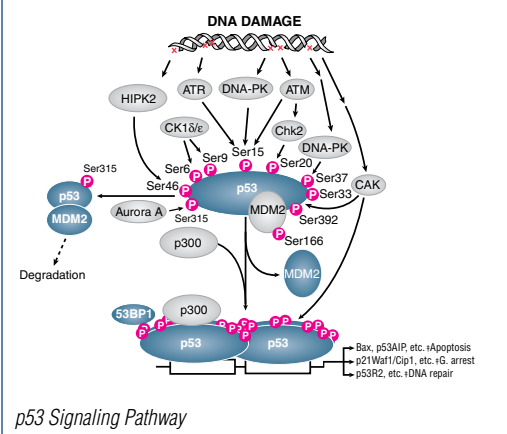 DNA DAMAGE
HIPK2
ATR
DNA-PK
ATM
CK1δ/ε
Chk2
DNA-PK
Ser6
Ser9
Ser15
Ser20
Ser37
Ser33
CAK
Ser315
P
p53
MDM2
Ser46
P
P
P
P
P
P
P
p53
P
P
Aurora A
Ser315
MDM2
P
Ser392
P
Ser166
p300
Degradation
MDM2
53BP1
p300
P P P P P P P P P P P P P P
p53
p53
Bax, p53AIP, etc.‡Apoptosis
p21Waf1/Cip1, etc.‡G. arrest
p53R2, etc.‡DNA repair
p53 Signaling Pathway